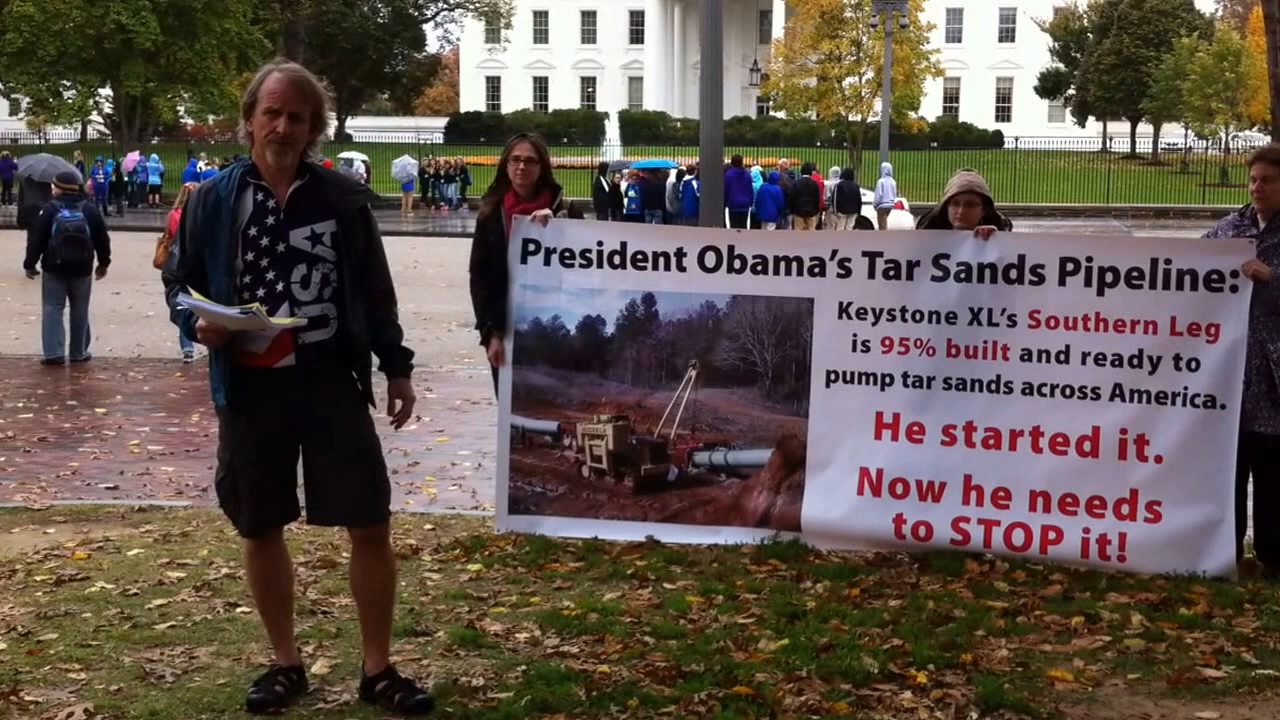 USA
President Obama's Tar Sands Pipeline:
Keystone XL's Southern Leg
is 95% built and ready to
pump tar sands across America.
He started it.
Now he needs
to STOP it!